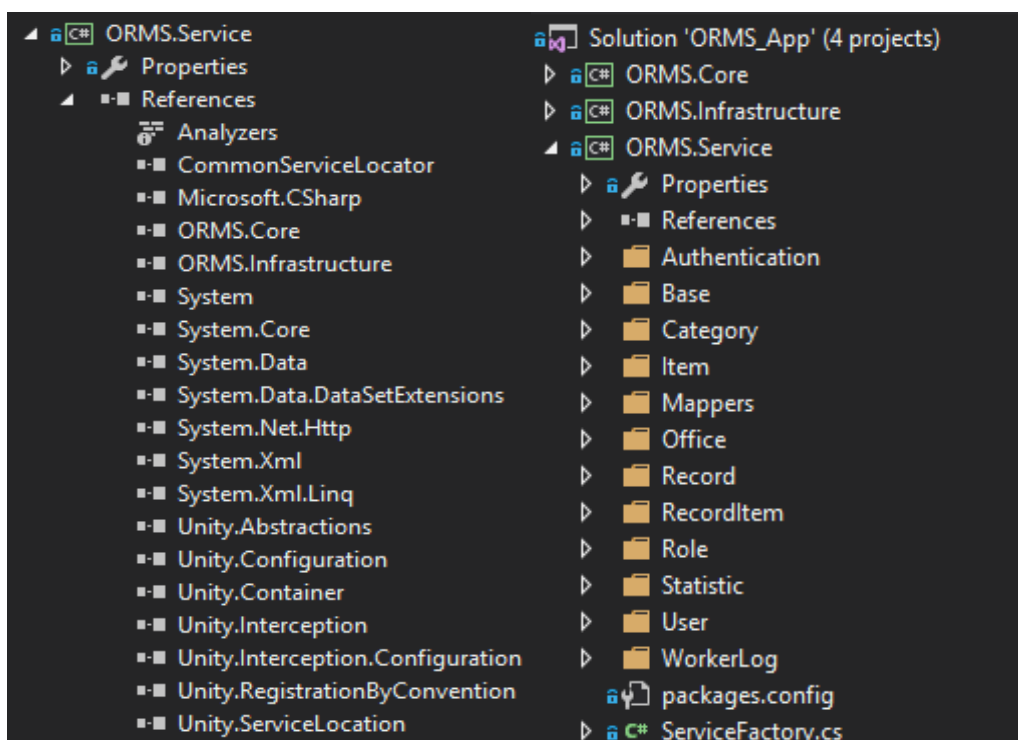 ORMS.Service
Properties
References
Analyzers
CommonServiceLocator
Microsoft.CSharp
ORMS.Core
ORMS.Infrastructure
System
System.Core
System.Data
System.Data.DataSetExtensions
System.Net.Http
System.Xml
System.Xml.Linq
Unity.Abstractions
Unity.Configuration
Unity.Container
Unity.Interception
Unity.Interception.Configuration
Unity.RegistrationByConvention
Unity.ServiceLocation
Solution 'ORMS_App' (4 projects)
C# ORMS.Core
C# ORMS.Infrastructure
C# ORMS.Service
Properties
References
Authentication
Base
Category
Item
Mappers
Office
Record
RecordItem
Role
Statistic
User
WorkerLog
packages.config
C# ServiceFactory.cs